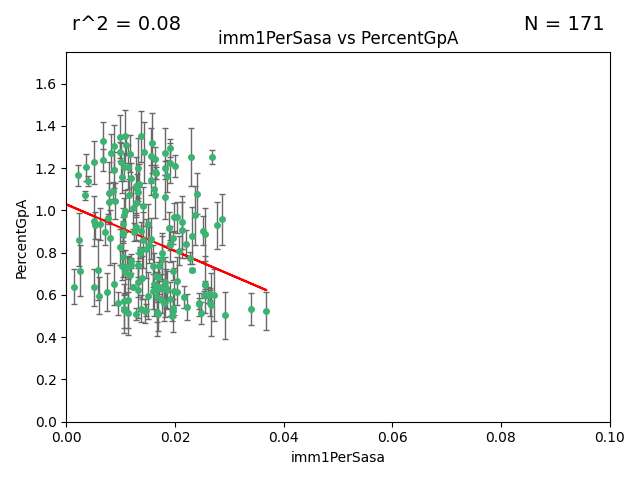 r^2 = 0.08
N = 171
imm1PerSasa vs PercentGpA
1.6
1.4
1.2
1.0
0.8
0.6
0.4
0.2
0.0
PercentGpA
0.00 0.02 0.04 0.06 0.08 0.10
imm1PerSasa